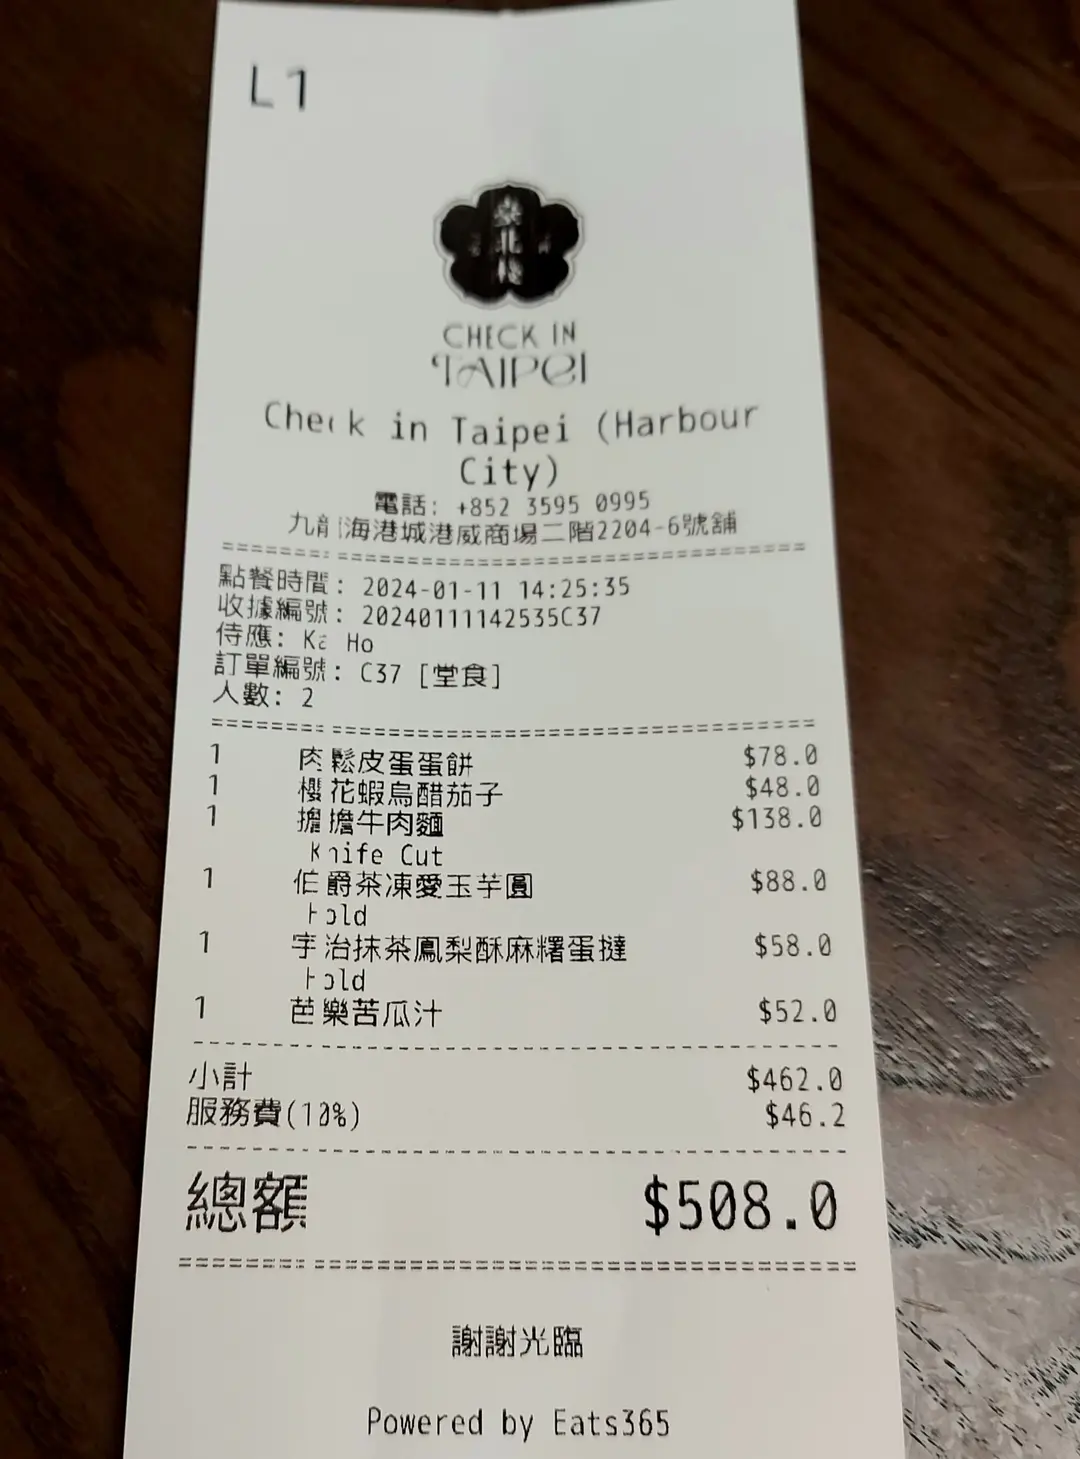 L1
臺北棧
CHECK IN
TAIPEI
Check in Taipei (Harbour
City)
電話: +852 3595 0995
九龍海港城港威商場二階2204-6號舖
點餐時間: 2024-01-11 14:25:35
收據編號: 20240111142535C37
侍應: Ka Ho
訂單編號: C37 [堂食]
人數: 2
1 肉鬆皮蛋蛋餅 $78.0
1 櫻花蝦烏醋茄子 $48.0
1 擔擔牛肉麵 $138.0
Knife Cut
1 伯爵茶凍愛玉芋圓 $88.0
Hold
1 宇治抹茶鳳梨酥麻糬蛋撻 $58.0
Hold
1 芭樂苦瓜汁 $52.0
小計 $462.0
服務費(10%) $46.2
總額 $508.0
謝謝光臨
Powered by Eats365